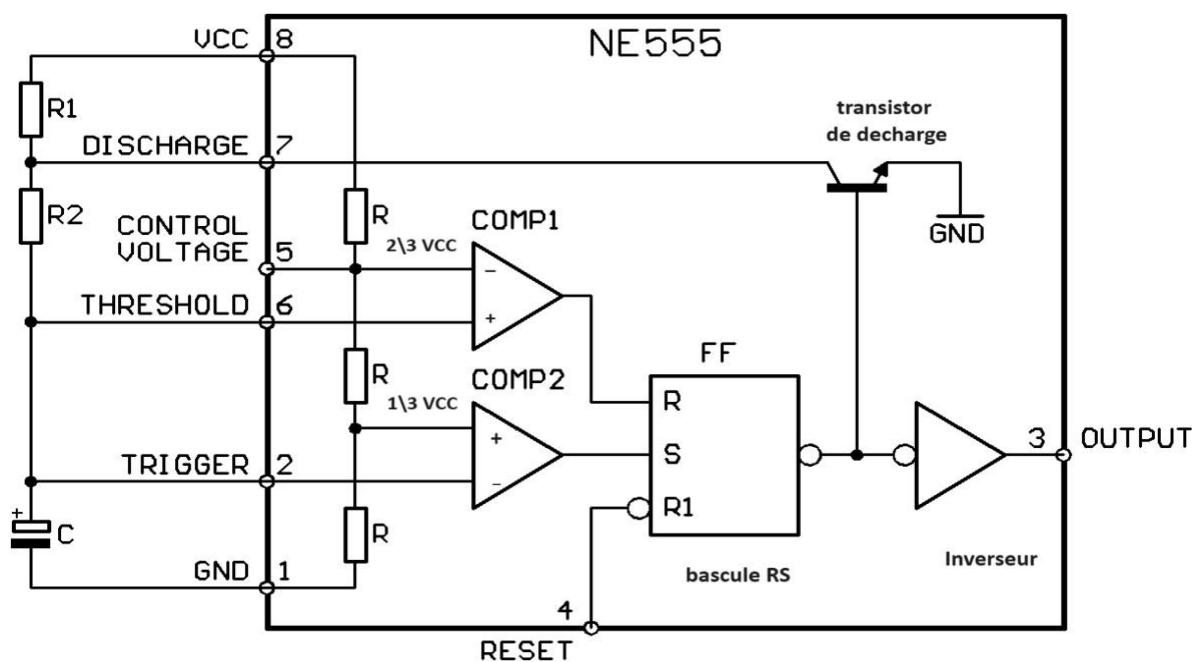 NE555
VCC 8
R1
transistor
de decharge
DISCHARGE 7
R2
R
COMP1
GND
CONTROL
VOLTAGE 5
2\3 VCC
−
THRESHOLD 6
+
FF
R
COMP2
R
1\3 VCC
+
S
TRIGGER 2
−
3 OUTPUT
R1
+
C
R
Inverseur
GND 1
bascule RS
4
RESET